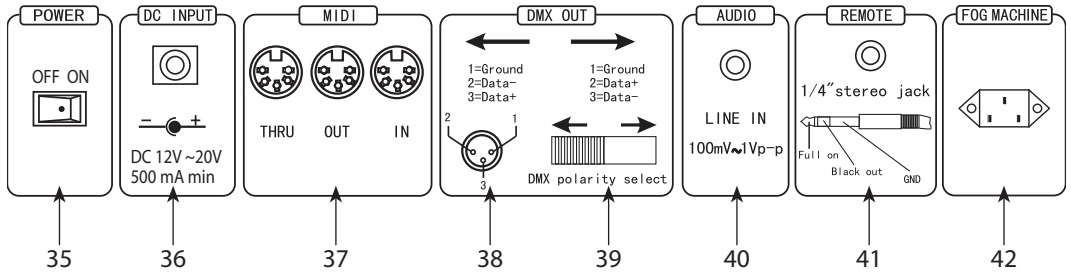 POWER
OFF ON
DC INPUT
− +
DC 12V ~20V
500 mA min
MIDI
THRU OUT IN
DMX OUT
1=Ground
2=Data-
3=Data+
1=Ground
2=Data+
3=Data-
2 1
3
DMX polarity select
AUDIO
LINE IN
100mV~1Vp-p
REMOTE
1/4"stereo jack
Full on
Black out
GND
FOG MACHINE
35 36 37 38 39 40 41 42